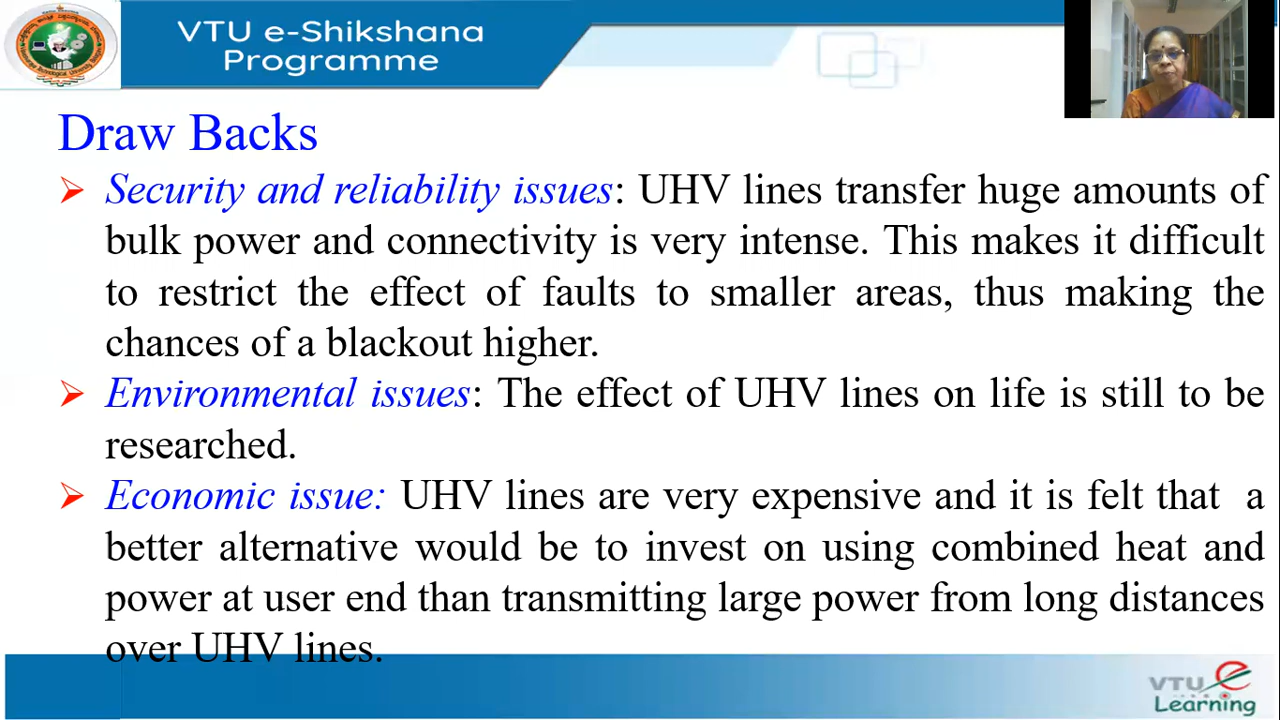 VTU e-Shikshana
Programme
Draw Backs
➢ Security and reliability issues: UHV lines transfer huge amounts of
bulk power and connectivity is very intense. This makes it difficult
to restrict the effect of faults to smaller areas, thus making the
chances of a blackout higher.
➢ Environmental issues: The effect of UHV lines on life is still to be
researched.
➢ Economic issue: UHV lines are very expensive and it is felt that a
better alternative would be to invest on using combined heat and
power at user end than transmitting large power from long distances
over UHV lines.
VTU e
Learning